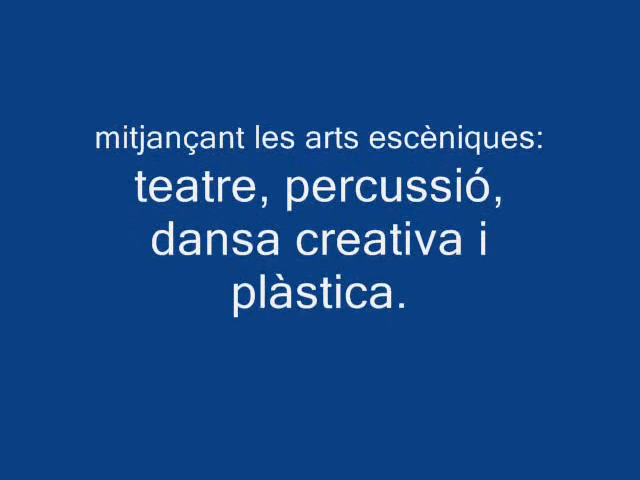 mitjançant les arts escèniques:
teatre, percussió,
dansa creativa i
plàstica.